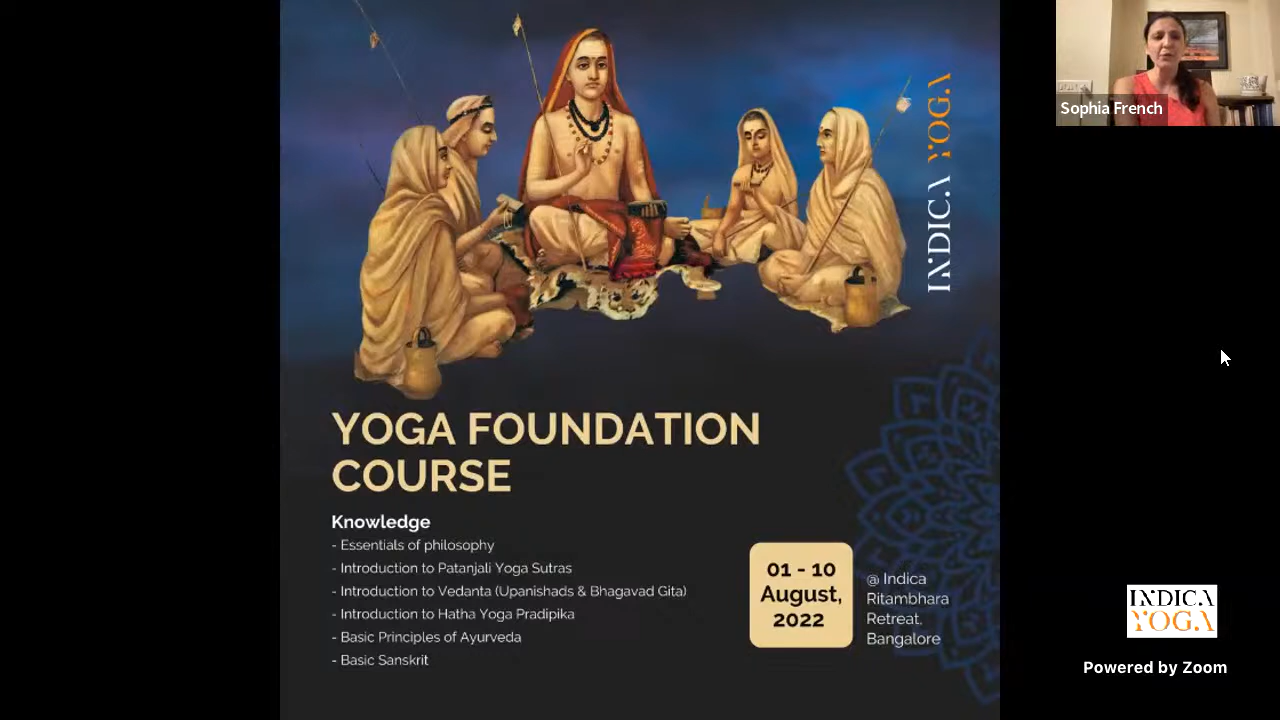 Sophia French
INDICA YOGA
YOGA FOUNDATION
COURSE
Knowledge
- Essentials of philosophy
- Introduction to Patanjali Yoga Sutras
- Introduction to Vedanta (Upanishads & Bhagavad Gita)
- Introduction to Hatha Yoga Pradipika
- Basic Principles of Ayurveda
- Basic Sanskrit
01 - 10
August,
2022
@ Indica
Ritambhara
Retreat,
Bangalore
INDICA
YOGA
Powered by Zoom